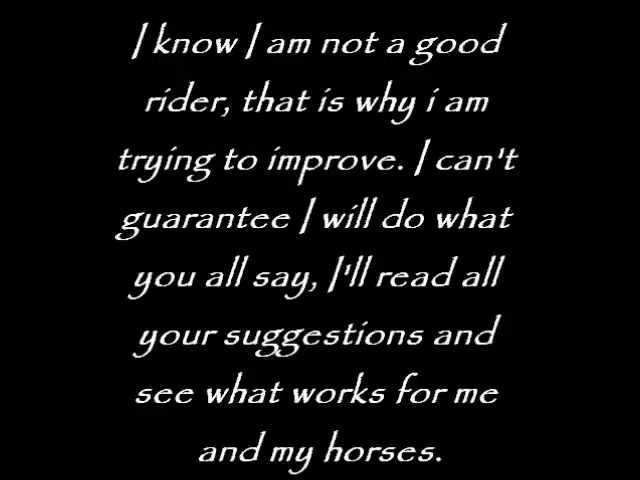 I know I am not a good
rider, that is why i am
trying to improve. I can't
guarantee I will do what
you all say, I'll read all
your suggestions and
see what works for me
and my horses.